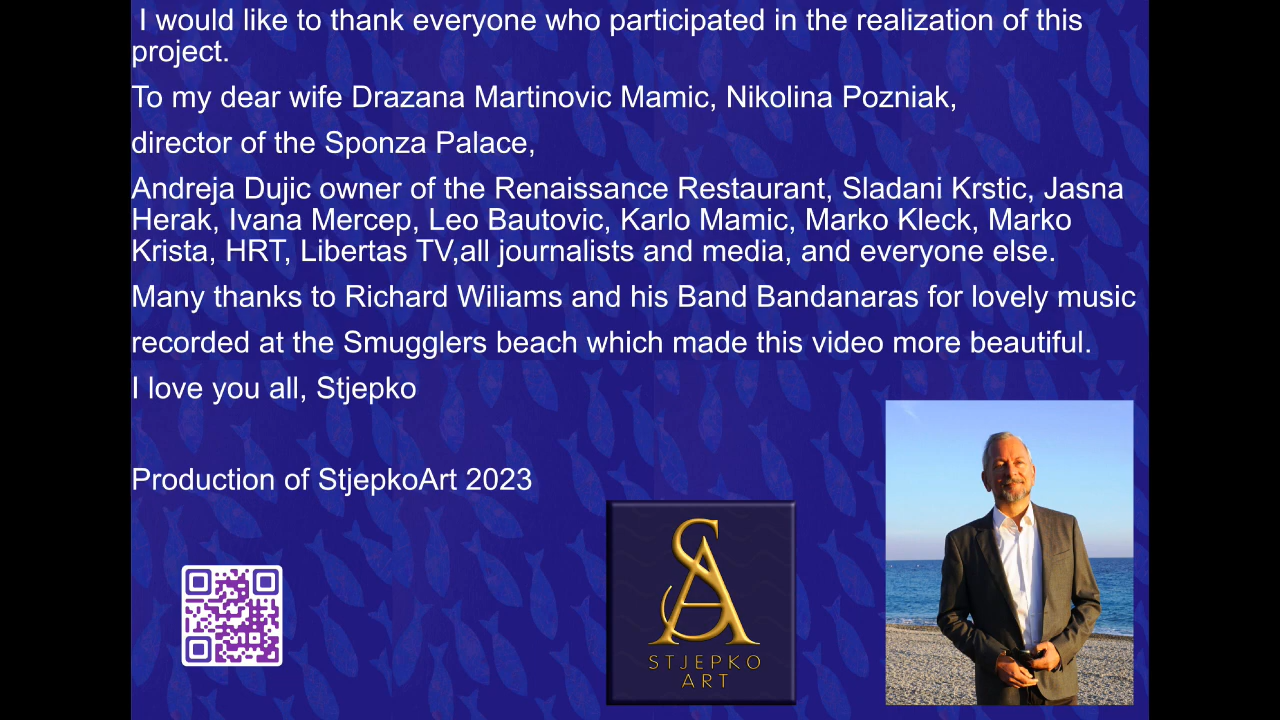 I would like to thank everyone who participated in the realization of this
project.
To my dear wife Drazana Martinovic Mamic, Nikolina Pozniak,
director of the Sponza Palace,
Andreja Dujic owner of the Renaissance Restaurant, Sladani Krstic, Jasna
Herak, Ivana Mercep, Leo Bautovic, Karlo Mamic, Marko Kleck, Marko
Krista, HRT, Libertas TV,all journalists and media, and everyone else.
Many thanks to Richard Wiliams and his Band Bandanaras for lovely music
recorded at the Smugglers beach which made this video more beautiful.
I love you all, Stjepko
Production of StjepkoArt 2023
SA
STJEPKO
ART